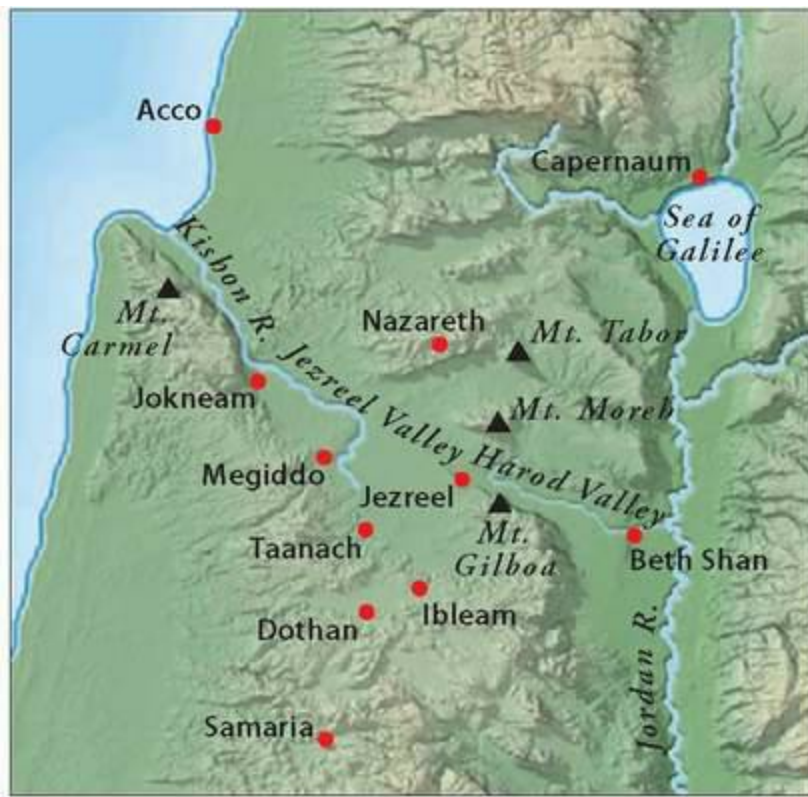 Acco
Capernaum
Sea of
Galilee
Kishon R.
Mt.
Carmel
Nazareth
Mt. Tabor
Jezreel Valley
Jokneam
Mt. Moreh
Megiddo
Harod Valley
Jezreel
Mt.
Gilboa
Taanach
Beth Shan
Ibleam
Dothan
Jordan R.
Samaria